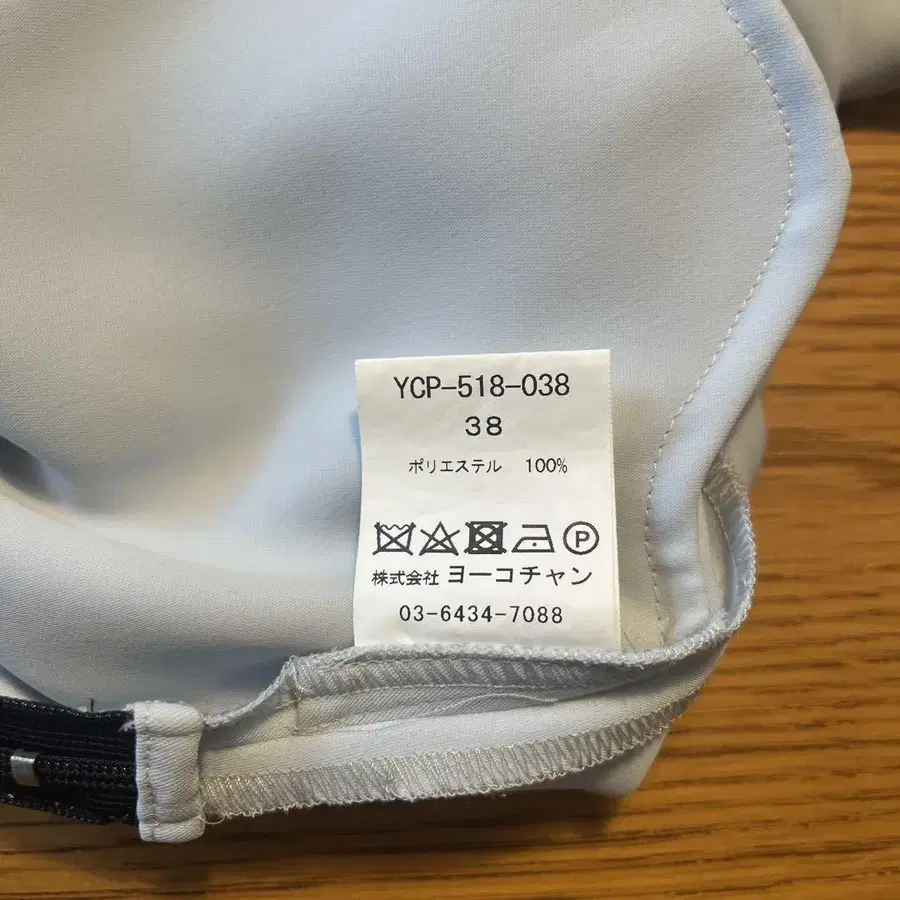 YCP-518-038
38
ポリエステル 100%
P
株式会社 ヨーコチャン
03-6434-7088